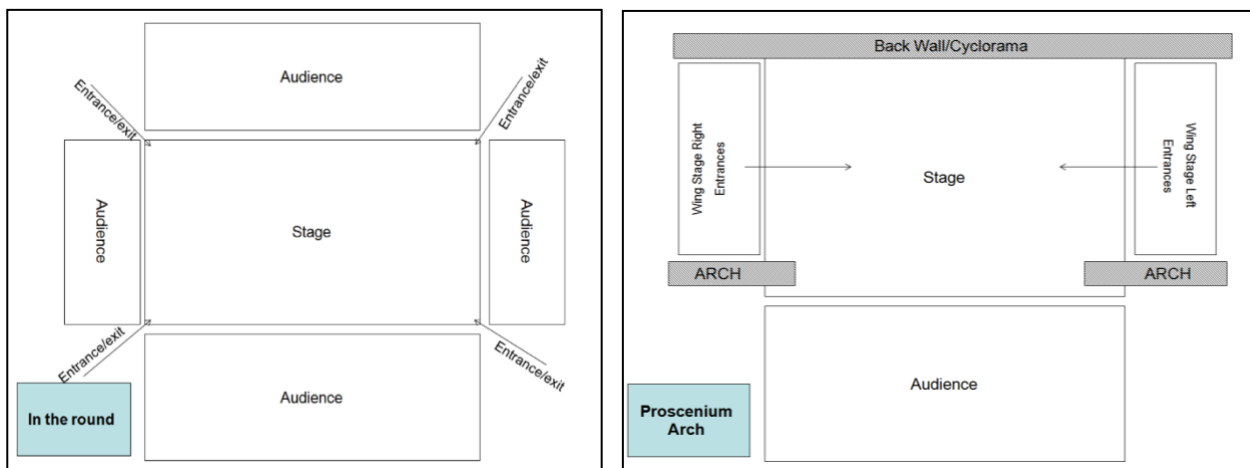 Audience
Entrance/exit
Entrance/exit
Audience
Stage
Audience
Entrance/exit
Entrance/exit
Audience
In the round
Back Wall/Cyclorama
Wing Stage Right
Entrances
Stage
Wing Stage Left
Entrances
ARCH
ARCH
Audience
Proscenium
Arch